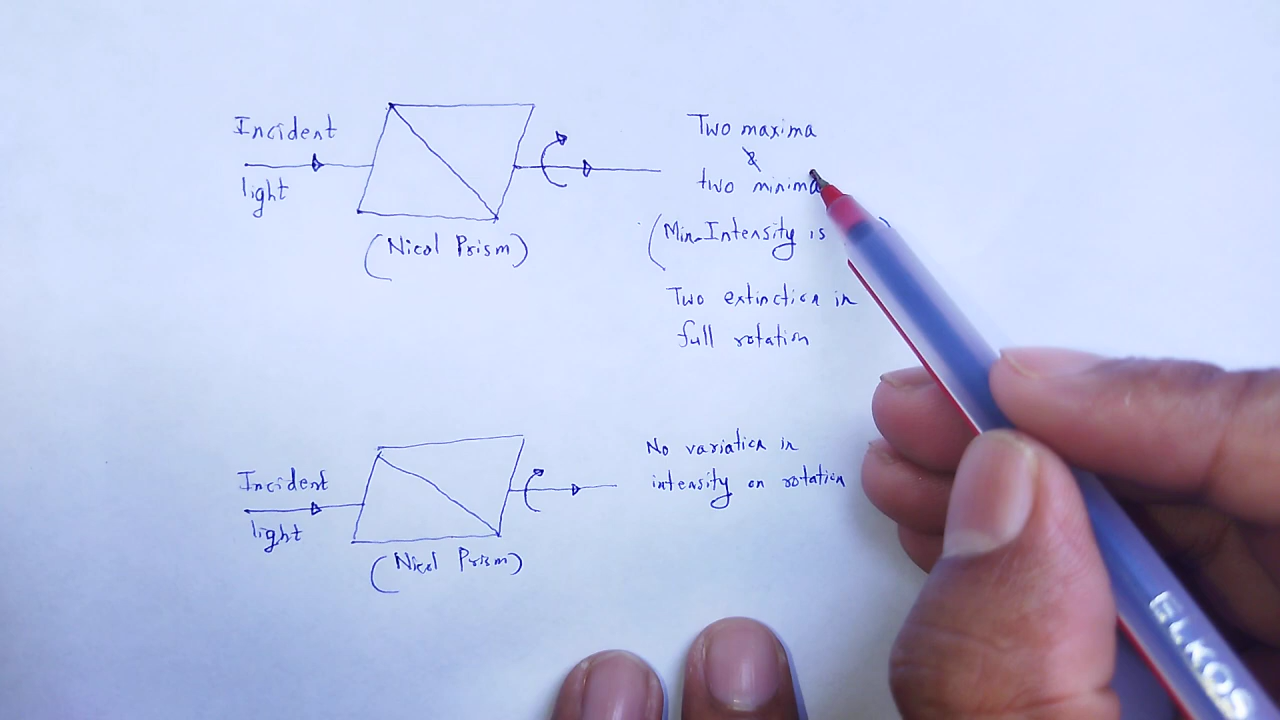 Two maxima
Incident
&
light
two minima
(Nicol Prism)
(Min. Intensity is )
Two extinction in
full rotation
No variation in
Incident
intensity on rotation
light
(Nicol Prism)
ELKOS